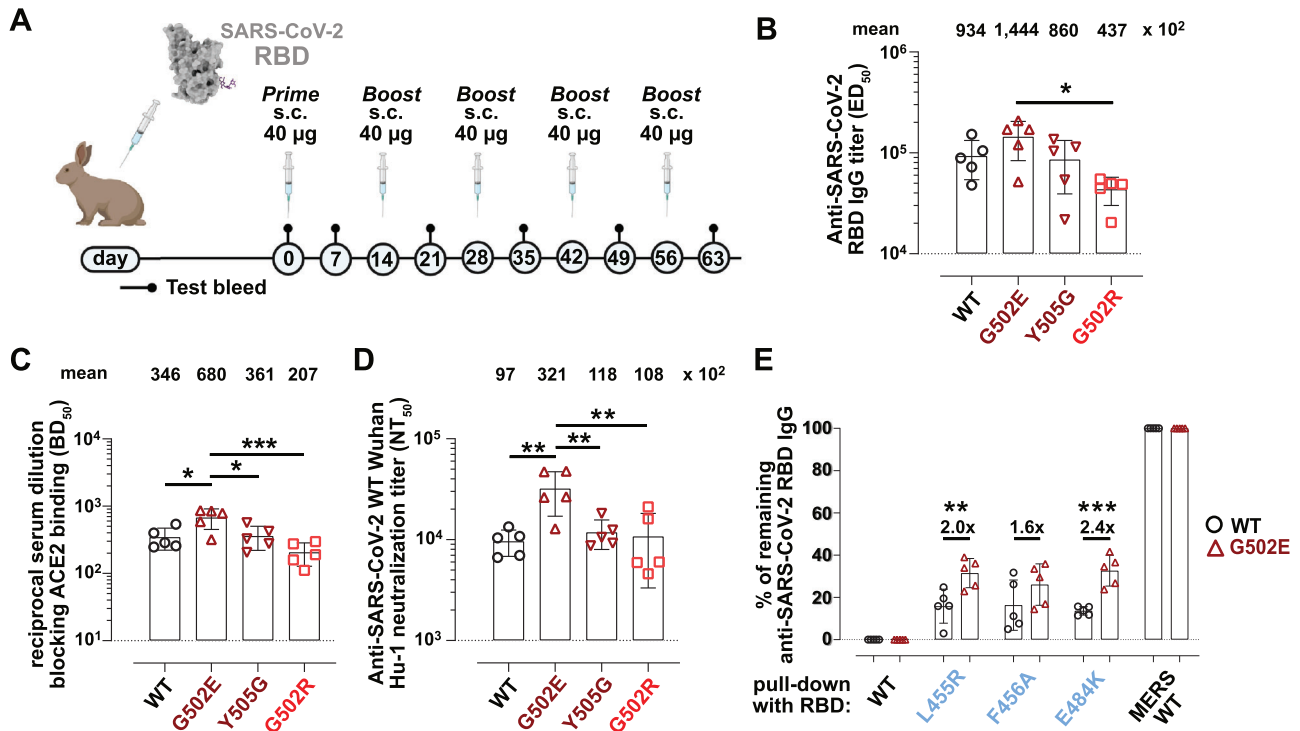 A
SARS-CoV-2
RBD
Prime Boost Boost Boost Boost
s.c. s.c. s.c. s.c. s.c.
40 µg 40 µg 40 µg 40 µg 40 µg
day 0 7 14 21 28 35 42 49 56 63
Test bleed
B
mean 934 1,444 860 437 x 10²
Anti-SARS-CoV-2
RBD IgG titer (ED₅₀)
10⁶
10⁵
10⁴
*
WT G502E Y505G G502R
C
mean 346 680 361 207
reciprocal serum dilution
blocking ACE2 binding (BD₅₀)
10⁴
10³
10²
10¹
***
* *
WT G502E Y505G G502R
D
97 321 118 108 x 10²
Anti-SARS-CoV-2 WT Wuhan
Hu-1 neutralization titer (NT₅₀)
10⁵
10⁴
10³
**
** **
WT G502E Y505G G502R
E
% of remaining
anti-SARS-CoV-2 RBD IgG
100
80
60
40
20
0
** ***
2.0x 1.6x 2.4x
WT
G502E
pull-down
with RBD:
WT L455R F456A E484K MERS
WT